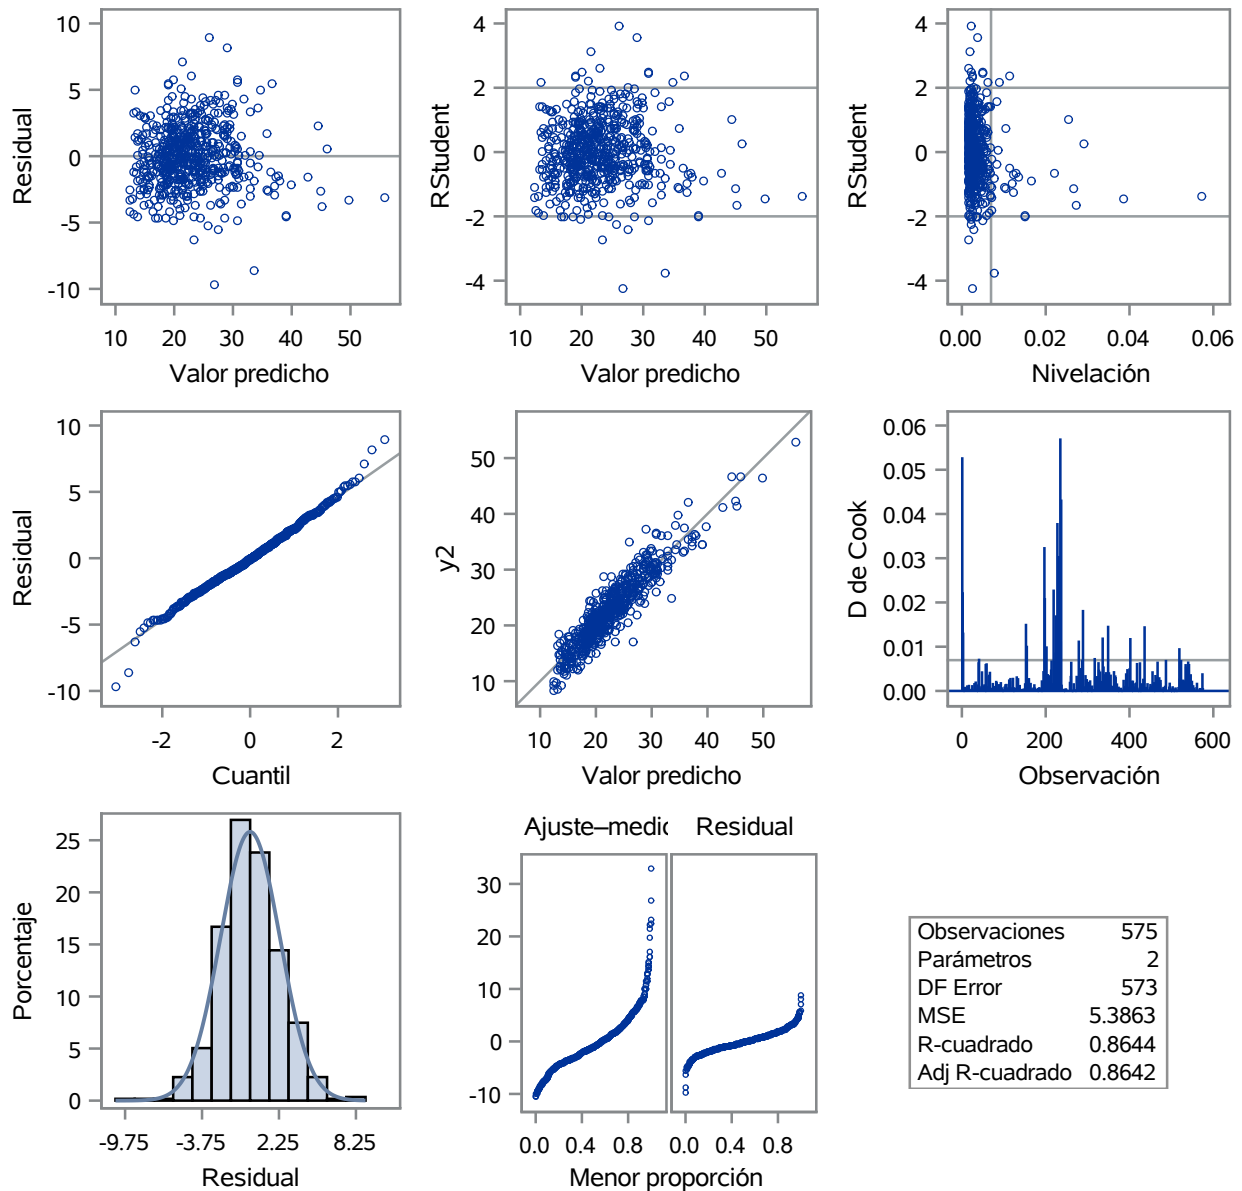 10
5
0
-5
-10
Residual
10 20 30 40 50
Valor predicho
4
2
0
-2
-4
RStudent
10 20 30 40 50
Valor predicho
4
2
0
-2
-4
RStudent
0.00 0.02 0.04 0.06
Nivelación
10
5
0
-5
-10
Residual
-2 0 2
Cuantil
50
40
30
20
10
y2
10 20 30 40 50
Valor predicho
0.06
0.05
0.04
0.03
0.02
0.01
0.00
D de Cook
0 200 400 600
Observación
25
20
15
10
5
0
Porcentaje
-9.75 -3.75 2.25 8.25
Residual
Ajuste–medic Residual
30
20
10
0
-10
0.0 0.4 0.8 0.0 0.4 0.8
Menor proporción
Observaciones 575
Parámetros 2
DF Error 573
MSE 5.3863
R-cuadrado 0.8644
Adj R-cuadrado 0.8642